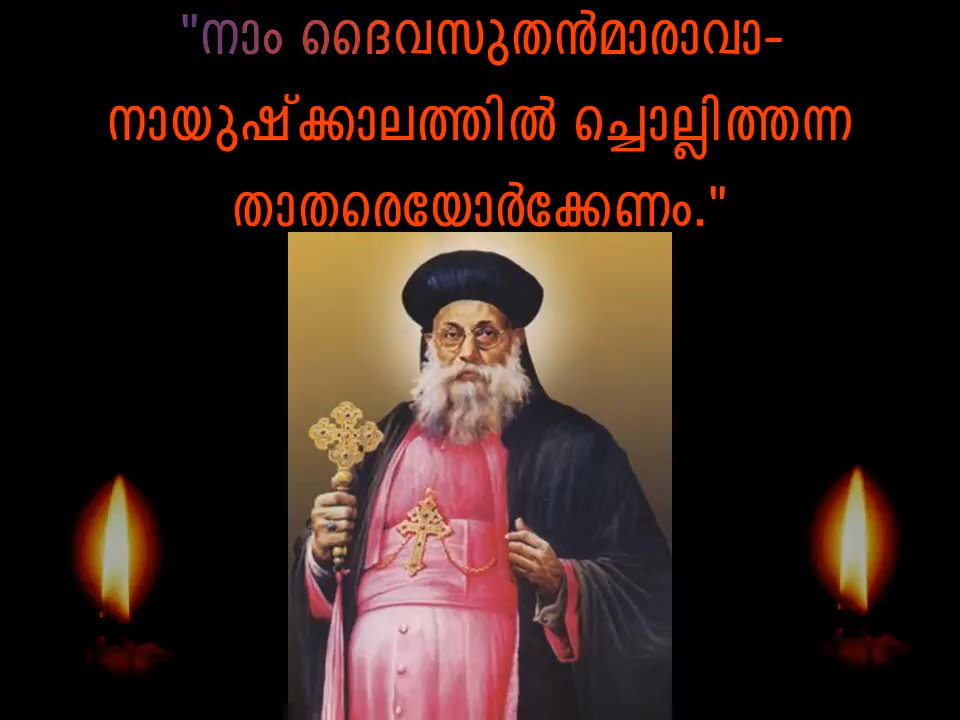 "നാം ദൈവസുതൻമാരാവാ-
നായുഷ്ക്കാലത്തിൽ ച്ചൊല്ലിത്തന്ന
താതരെയോർക്കേണം."